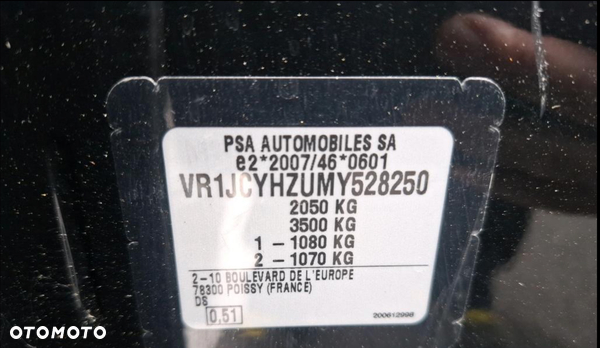 PSA AUTOMOBILES SA
e2*2007/46*0601
VR1JCYHZUMY528250
2050 KG
3500 KG
1 - 1080 KG
2 - 1070 KG
2-10 BOULEVARD DE L'EUROPE
78300 POISSY (FRANCE)
DS
0.51
200612998
OTOMOTO